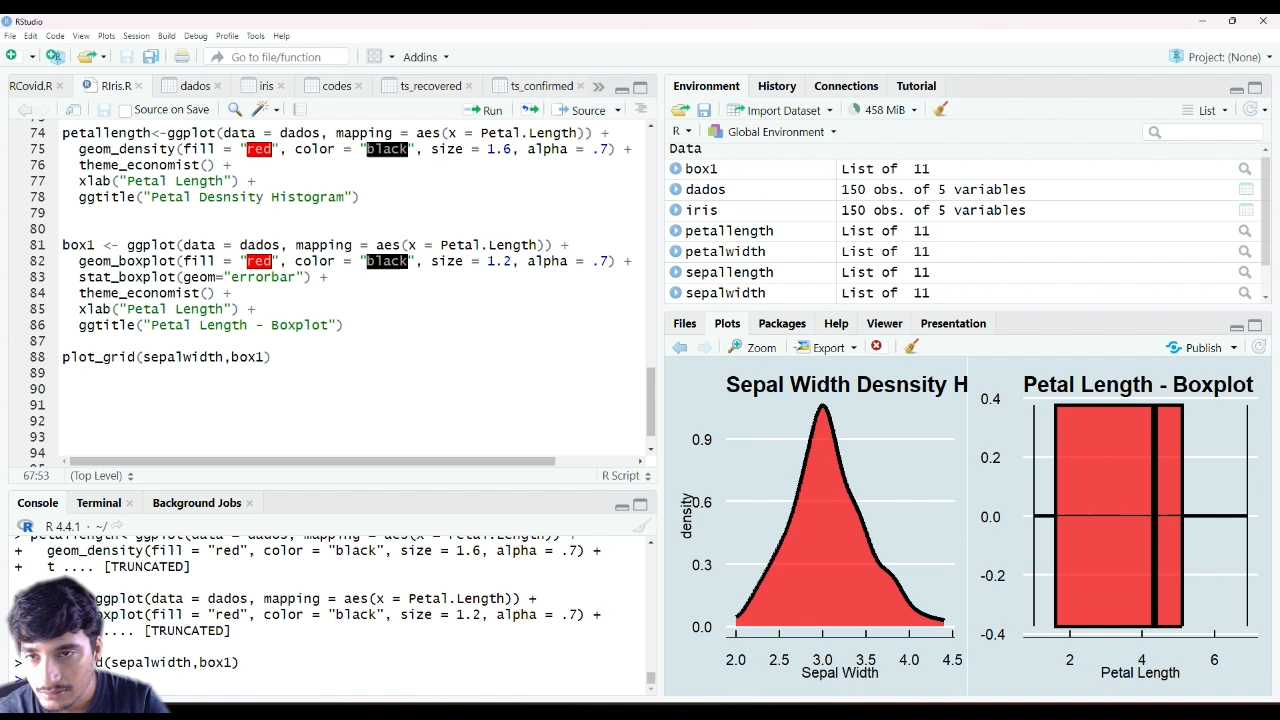 RStudio
File Edit Code View Plots Session Build Debug Profile Tools Help
Go to file/function Addins Project: (None)
RCovid.R RIris.R dados iris codes ts_recovered ts_confirmed
Source on Save Run Source
74 petallength<-ggplot(data = dados, mapping = aes(x = Petal.Length)) +
75 geom_density(fill = "red", color = "black", size = 1.6, alpha = .7) +
76 theme_economist() +
77 xlab("Petal Length") +
78 ggtitle("Petal Desnsity Histogram")
79
80
81 box1 <- ggplot(data = dados, mapping = aes(x = Petal.Length)) +
82 geom_boxplot(fill = "red", color = "black", size = 1.2, alpha = .7) +
83 stat_boxplot(geom="errorbar") +
84 theme_economist() +
85 xlab("Petal Length") +
86 ggtitle("Petal Length - Boxplot")
87
88 plot_grid(sepalwidth,box1)
89
90
91
92
93
94
67:53 (Top Level) R Script
Console Terminal Background Jobs
R 4.4.1 · ~/
+ geom_density(fill = "red", color = "black", size = 1.6, alpha = .7) +
+ t .... [TRUNCATED]
ggplot(data = dados, mapping = aes(x = Petal.Length)) +
xplot(fill = "red", color = "black", size = 1.2, alpha = .7) +
.... [TRUNCATED]
> d(sepalwidth,box1)
>
Environment History Connections Tutorial
Import Dataset 458 MiB List
R Global Environment
Data
box1 List of 11
dados 150 obs. of 5 variables
iris 150 obs. of 5 variables
petallength List of 11
petalwidth List of 11
sepallength List of 11
sepalwidth List of 11
Files Plots Packages Help Viewer Presentation
Zoom Export Publish
Sepal Width Desnsity H
0.9
0.6
0.3
0.0
density
2.0 2.5 3.0 3.5 4.0 4.5
Sepal Width
Petal Length - Boxplot
0.4
0.2
0.0
-0.2
-0.4
2 4 6
Petal Length